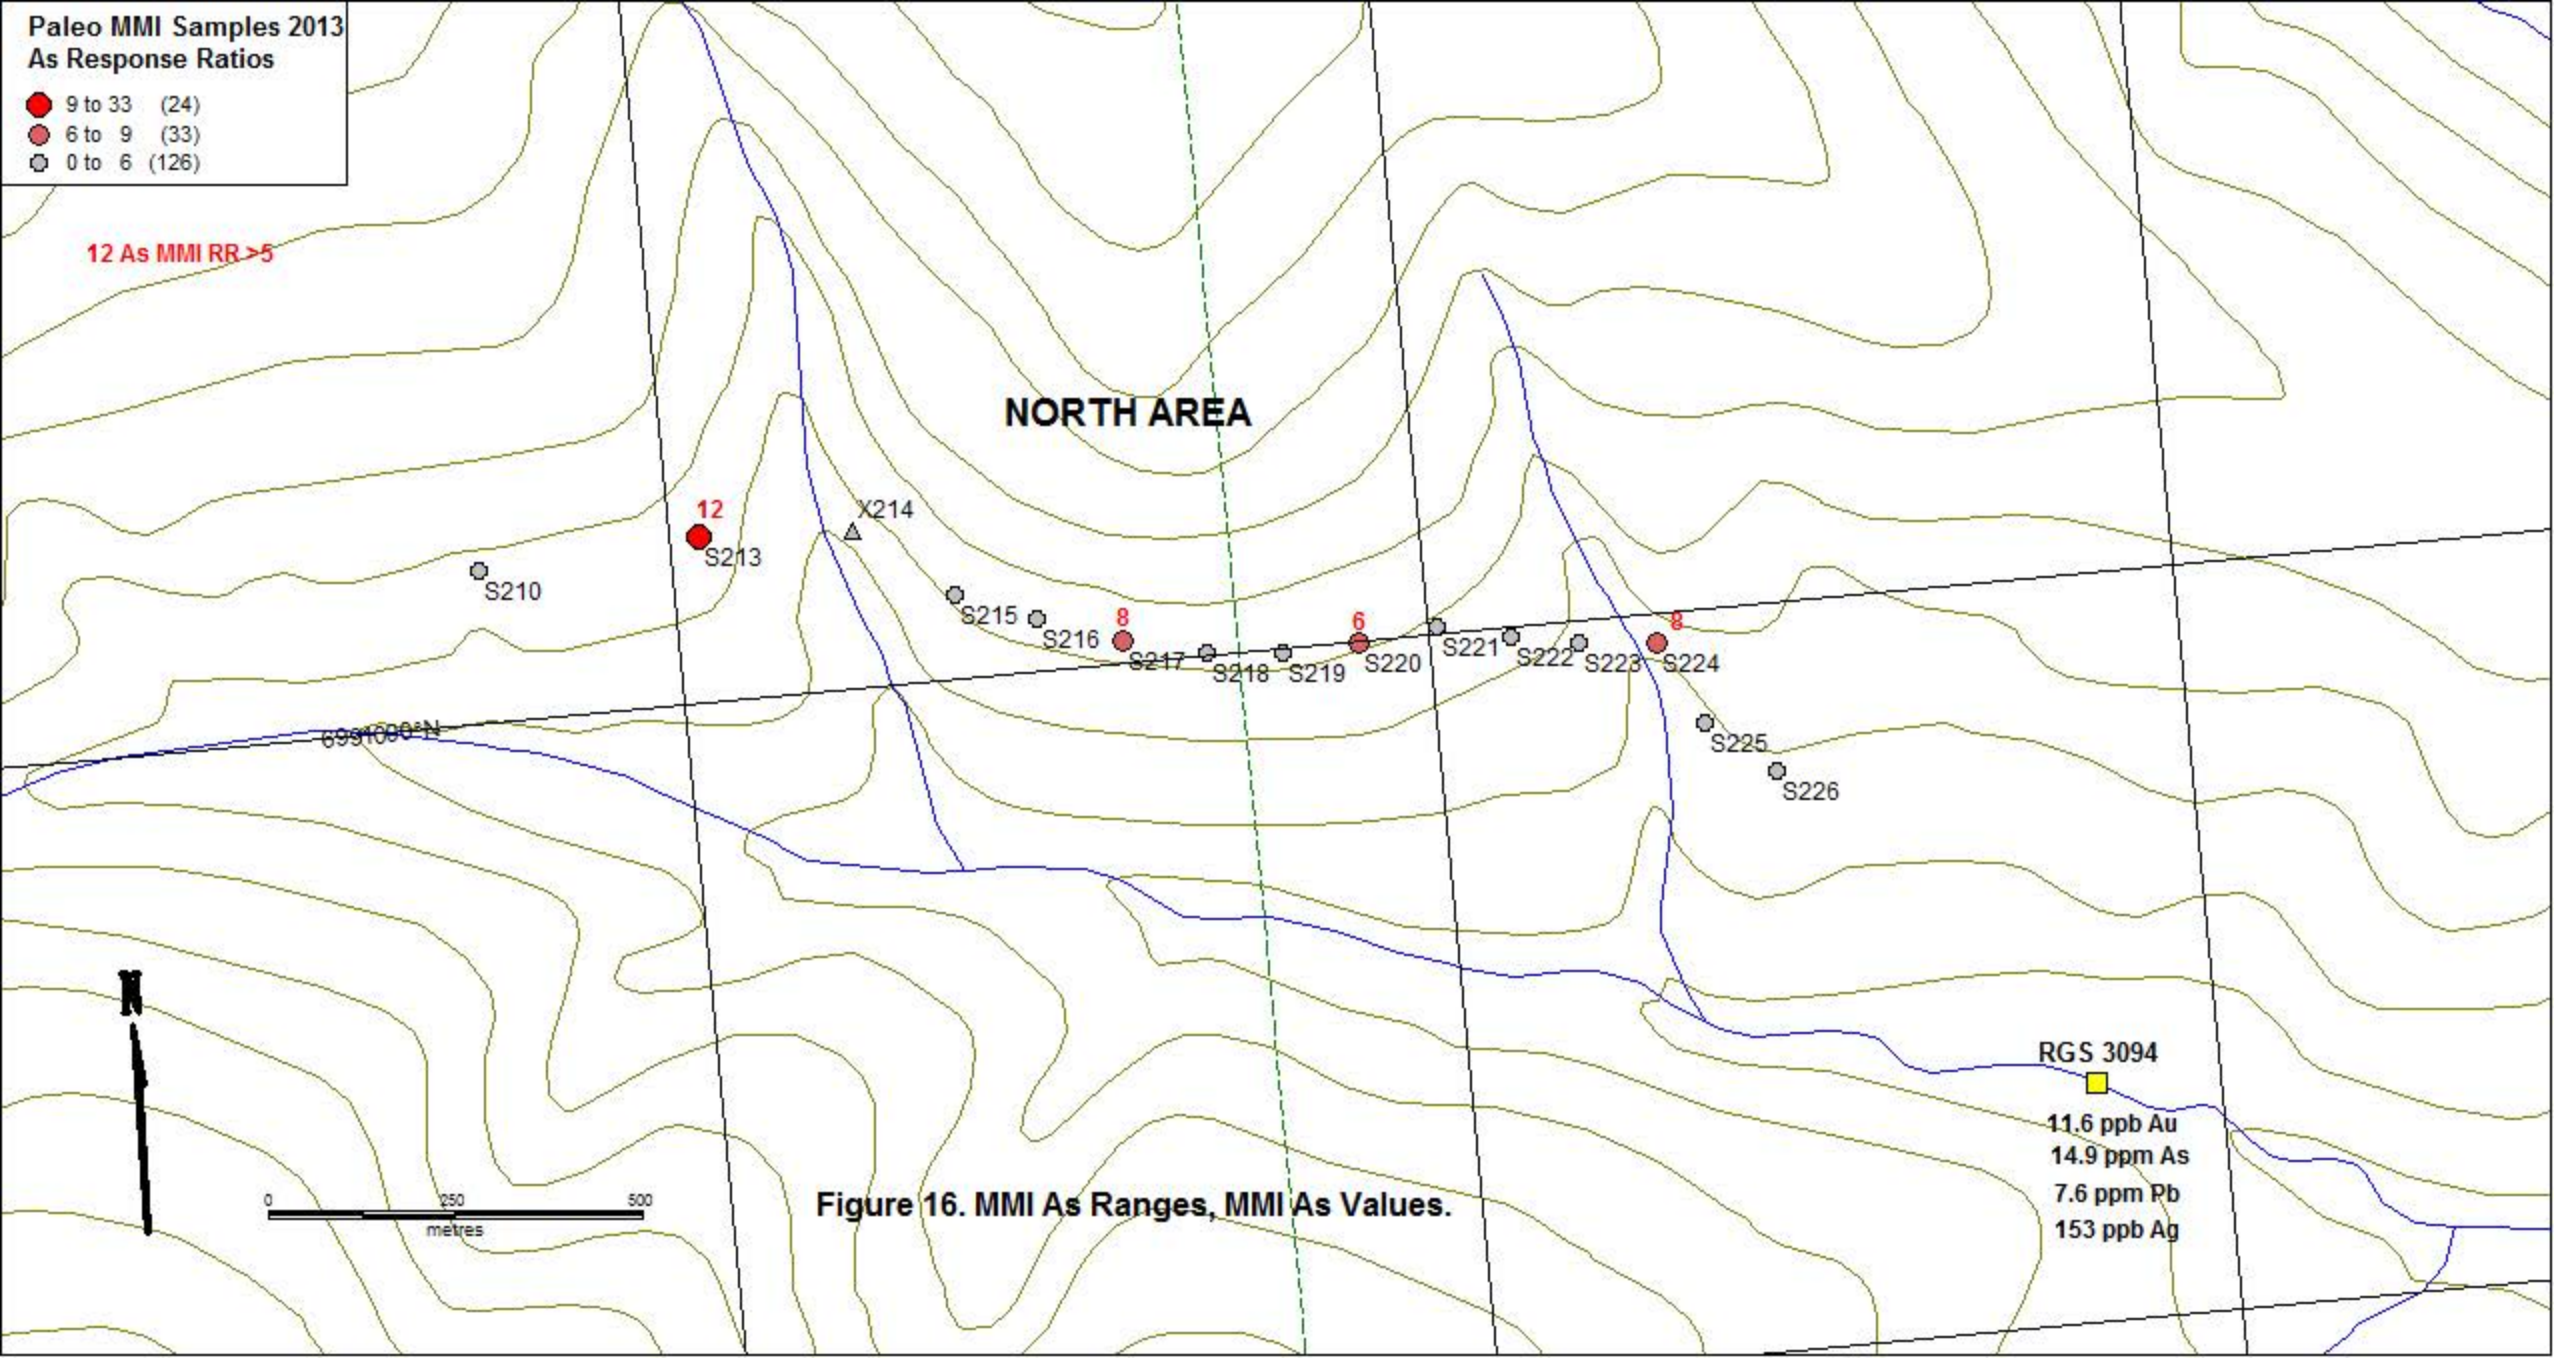 Paleo MMI Samples 2013
As Response Ratios
9 to 33 (24)
6 to 9 (33)
0 to 6 (126)
12 As MMI RR >5
NORTH AREA
X214
12
S213
S210
S215
S216
8
S217
S218
S219
6
S220
S221
S222
S223
8
S224
S225
S226
N
RGS 3094
11.6 ppb Au
14.9 ppm As
7.6 ppm Pb
153 ppb Ag
0 250 500
metres
Figure 16. MMI As Ranges, MMI As Values.